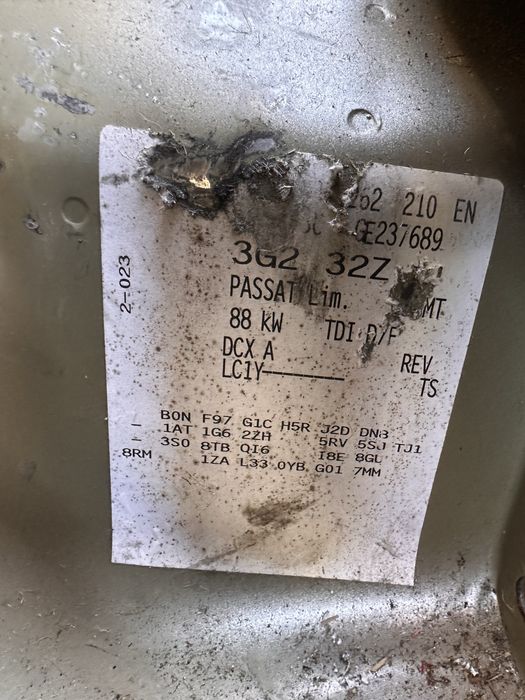 262 210 EN
CE237689
3G2 32Z
PASSAT Lim. MT
88 KW TDI D/F
DCX A REV
LC1Y TS
2-023
- B0N F97 G1C H5R J2D DN3
1AT 1G6 2ZH 5RV 5SJ TJ1
- 3S0 8TB QI6 I8E 8GL
8RM 1ZA L33 0YB G01 7MM